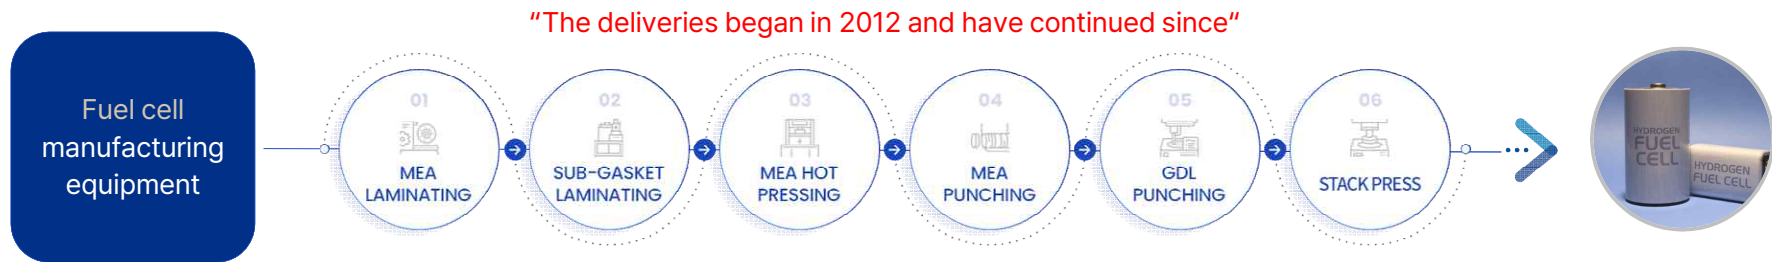 “The deliveries began in 2012 and have continued since“
Fuel cell
manufacturing
equipment
01
MEA
LAMINATING
02
SUB-GASKET
LAMINATING
03
MEA HOT
PRESSING
04
MEA
PUNCHING
05
GDL
PUNCHING
06
STACK PRESS
HYDROGEN
FUEL
CELL
HYDROGEN
FUEL CELL